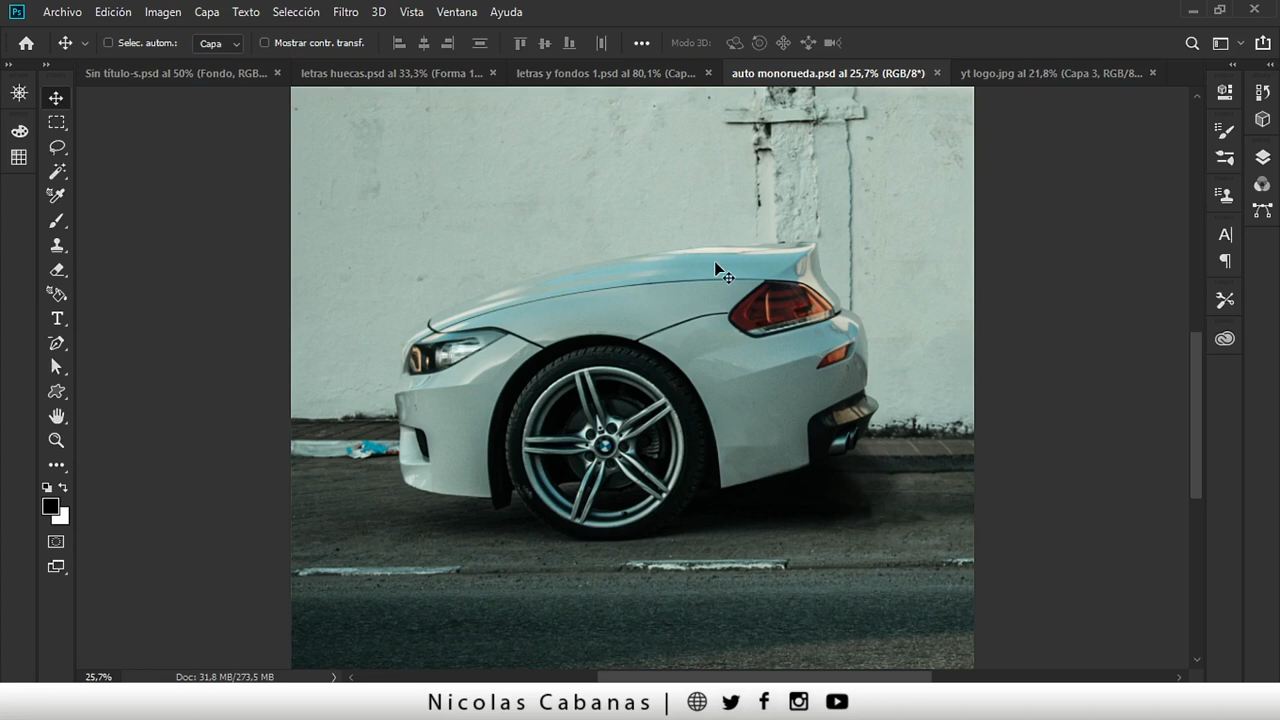 Ps Archivo Edición Imagen Capa Texto Selección Filtro 3D Vista Ventana Ayuda
Selec. autom.: Capa Mostrar contr. transf. Modo 3D:
Sin título-s.psd al 50% (Fondo, RGB... letras huecas.psd al 33,3% (Forma 1... letras y fondos 1.psd al 80,1% (Cap... auto monorueda.psd al 25,7% (RGB/8*) yt logo.jpg al 21,8% (Capa 3, RGB/8...
25,7% Doc: 31,8 MB/273,5 MB
Nicolas Cabanas |